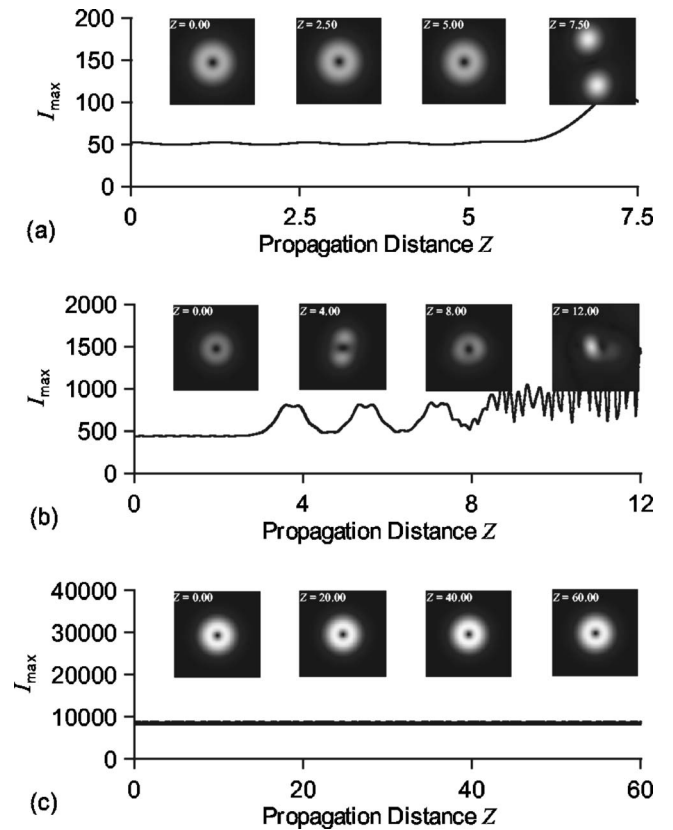 200
150
100
50
0
I_max
Z = 0.00
Z = 2.50
Z = 5.00
Z = 7.50
0 2.5 5 7.5
(a)
Propagation Distance Z
2000
1500
1000
500
0
I_max
Z = 0.00
Z = 4.00
Z = 8.00
Z = 12.00
0 4 8 12
(b)
Propagation Distance Z
40000
30000
20000
10000
0
I_max
Z = 0.00
Z = 20.00
Z = 40.00
Z = 60.00
0 20 40 60
(c)
Propagation Distance Z